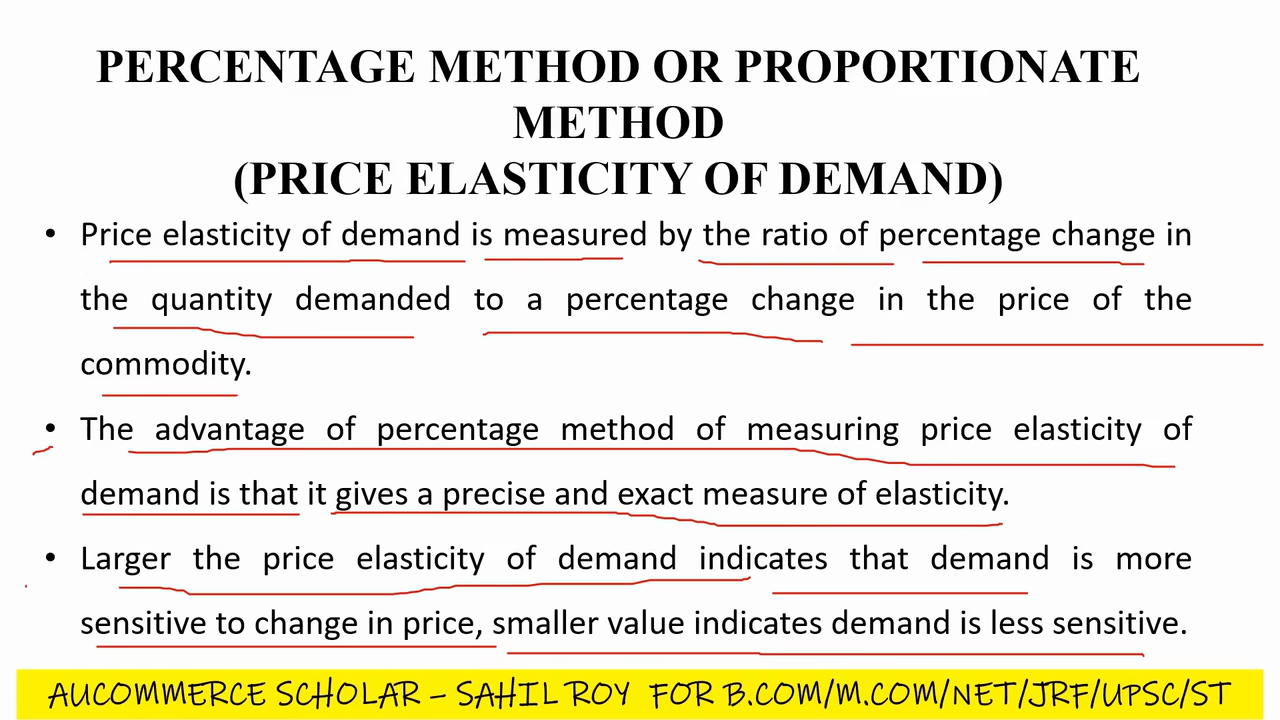 PERCENTAGE METHOD OR PROPORTIONATE
METHOD
(PRICE ELASTICITY OF DEMAND)
• Price elasticity of demand is measured by the ratio of percentage change in
the quantity demanded to a percentage change in the price of the
commodity.
• The advantage of percentage method of measuring price elasticity of
demand is that it gives a precise and exact measure of elasticity.
• Larger the price elasticity of demand indicates that demand is more
sensitive to change in price, smaller value indicates demand is less sensitive.
AUCOMMERCE SCHOLAR – SAHIL ROY FOR B.COM/M.COM/NET/JRF/UPSC/ST